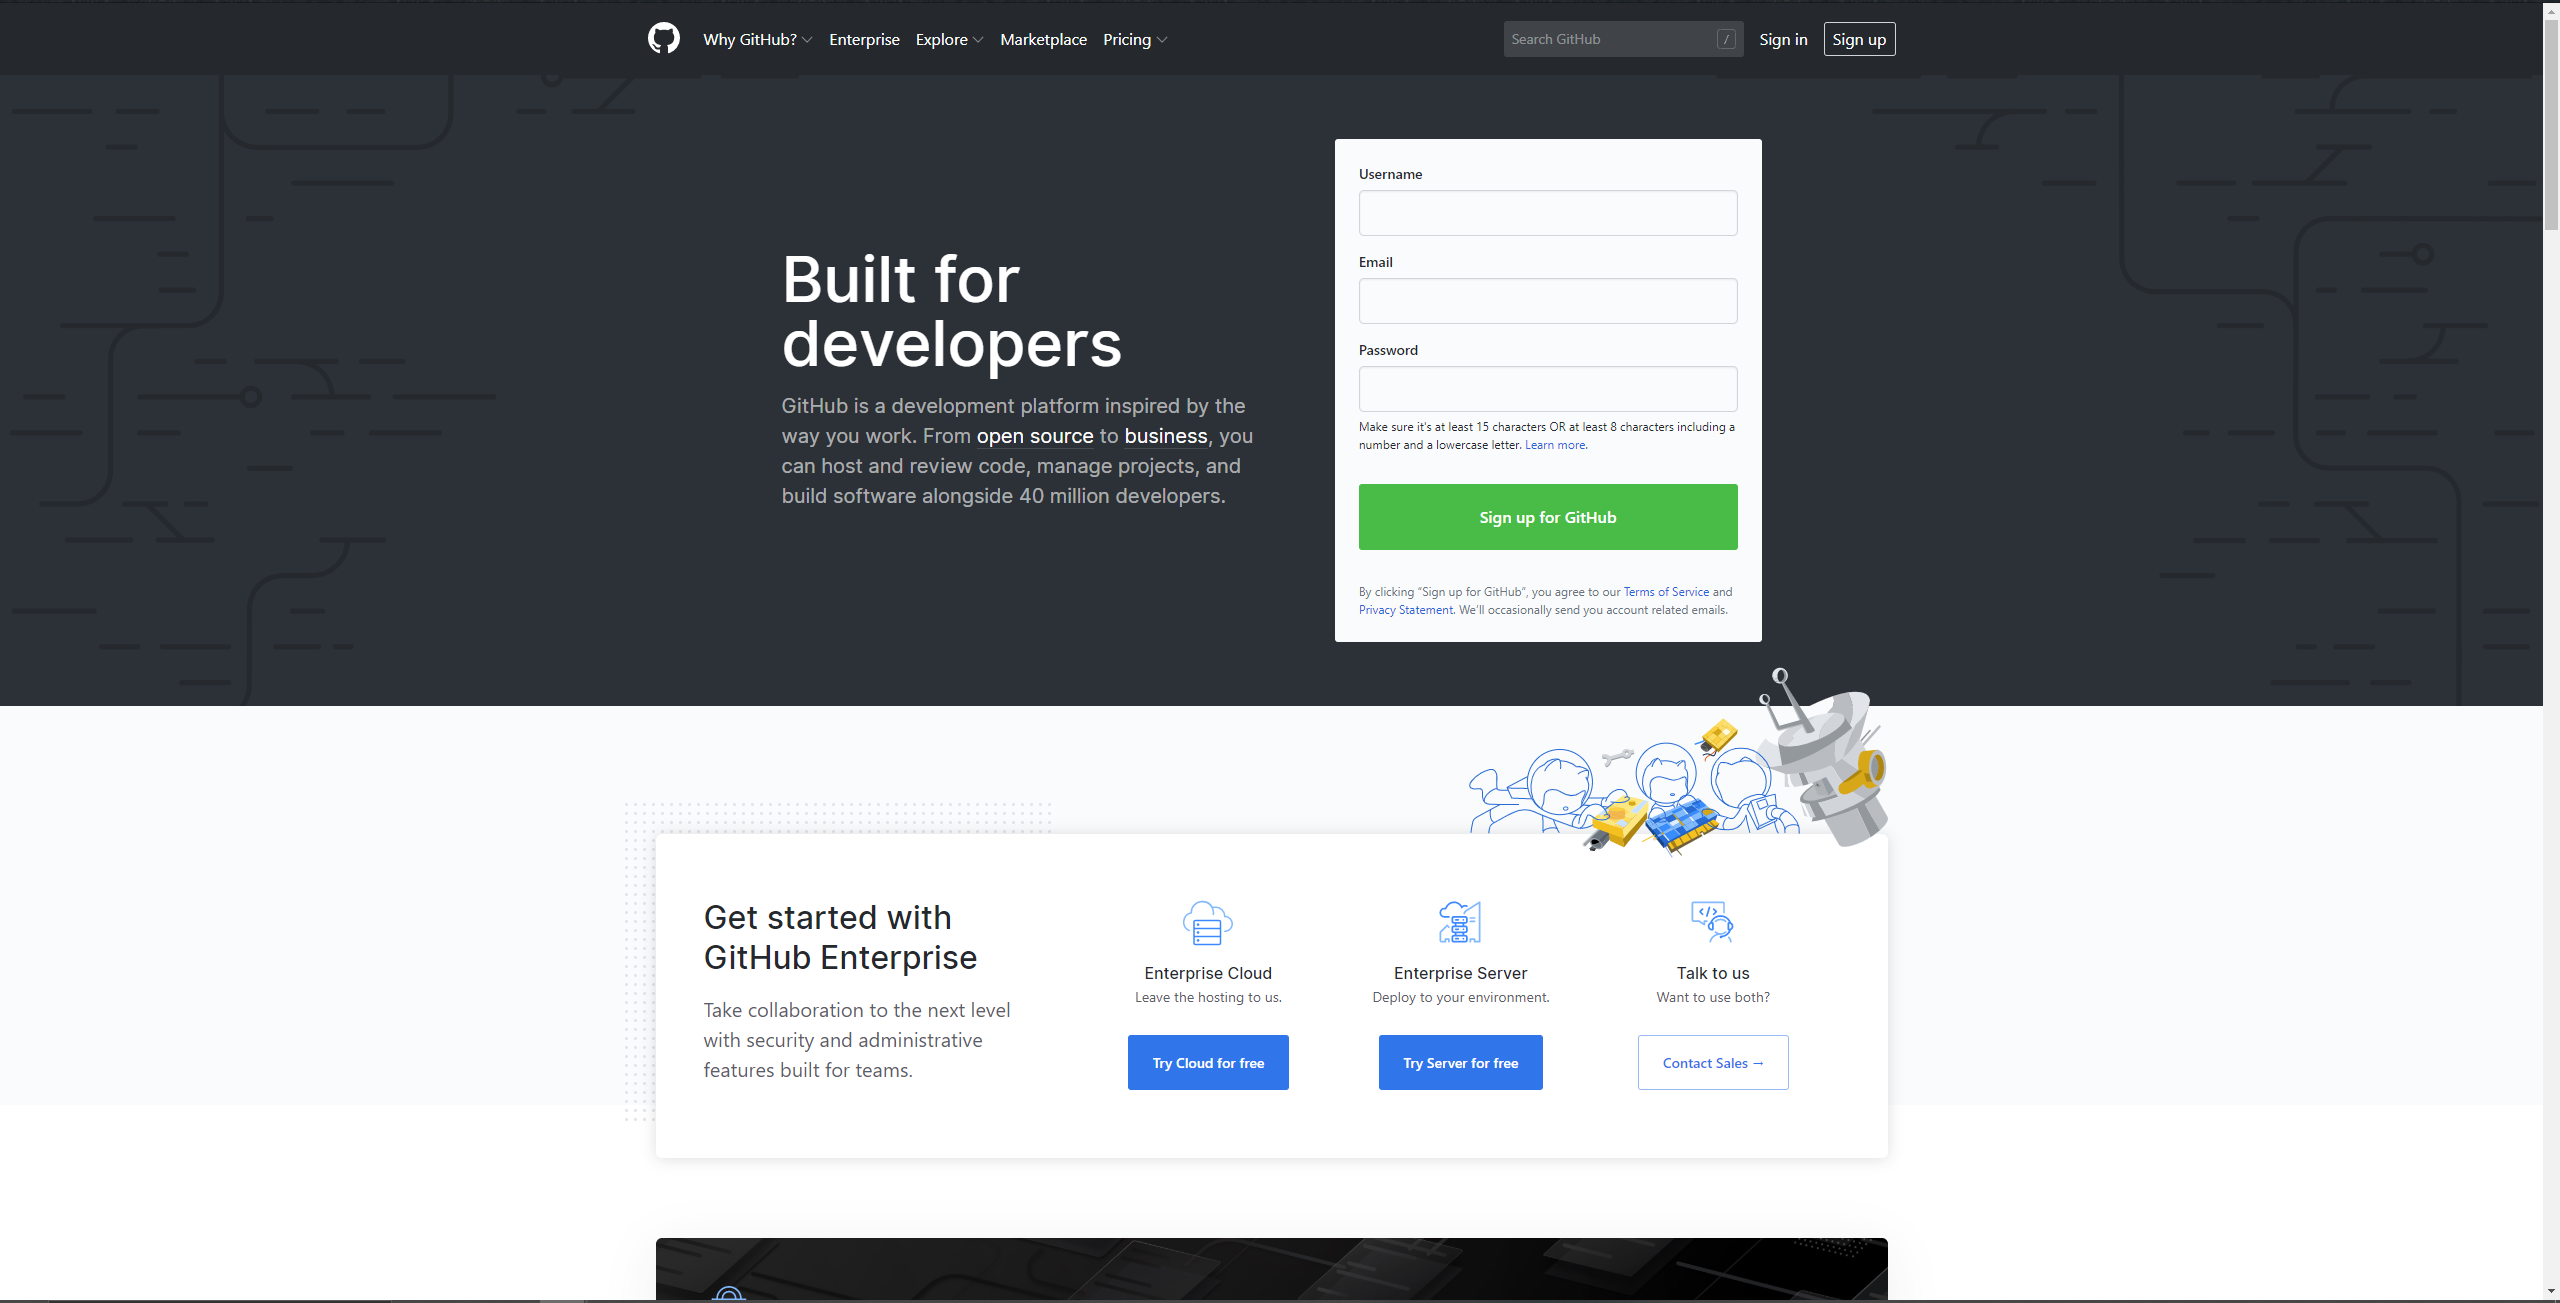 Why GitHub?
Enterprise
Explore
Marketplace
Pricing
Search GitHub
/
Sign in
Sign up
Built for
developers
GitHub is a development platform inspired by the
way you work. From open source to business, you
can host and review code, manage projects, and
build software alongside 40 million developers.
Username
Email
Password
Make sure it's at least 15 characters OR at least 8 characters including a
number and a lowercase letter. Learn more.
Sign up for GitHub
By clicking “Sign up for GitHub”, you agree to our Terms of Service and
Privacy Statement. We’ll occasionally send you account related emails.
Get started with
GitHub Enterprise
Take collaboration to the next level
with security and administrative
features built for teams.
Enterprise Cloud
Leave the hosting to us.
Try Cloud for free
Enterprise Server
Deploy to your environment.
Try Server for free
Talk to us
Want to use both?
Contact Sales →